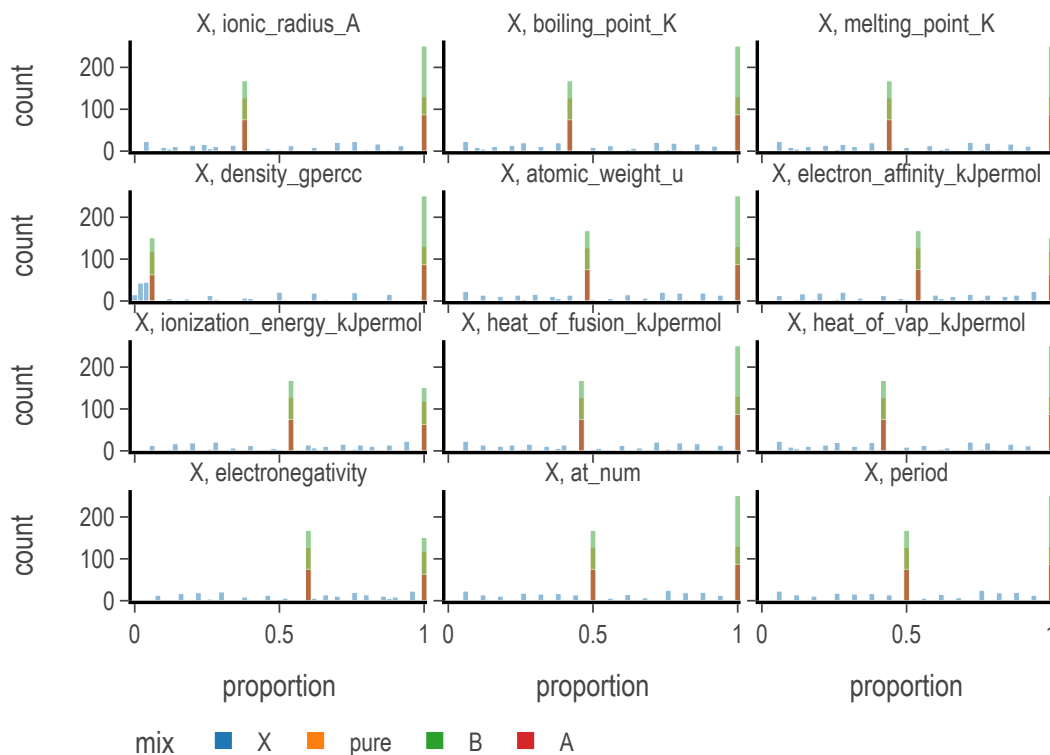 X, ionic_radius_A X, boiling_point_K X, melting_point_K
200
100
0
count
X, density_gpercc X, atomic_weight_u X, electron_affinity_kJpermol
200
100
0
count
X, ionization_energy_kJpermol X, heat_of_fusion_kJpermol X, heat_of_vap_kJpermol
200
100
0
count
X, electronegativity X, at_num X, period
200
100
0
count
0 0.5 1 0 0.5 1 0 0.5
proportion proportion proportion
mix X pure B A